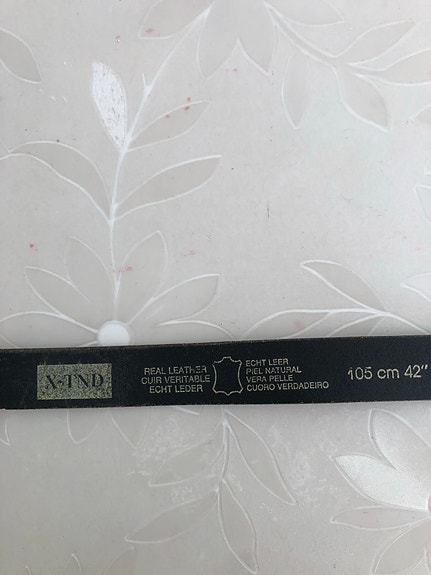 X-TND
REAL LEATHER
CUIR VERITABLE
ECHT LEDER
ECHT LEER
PIEL NATURAL
VERA PELLE
CUORO VERDADEIRO
105 cm 42"